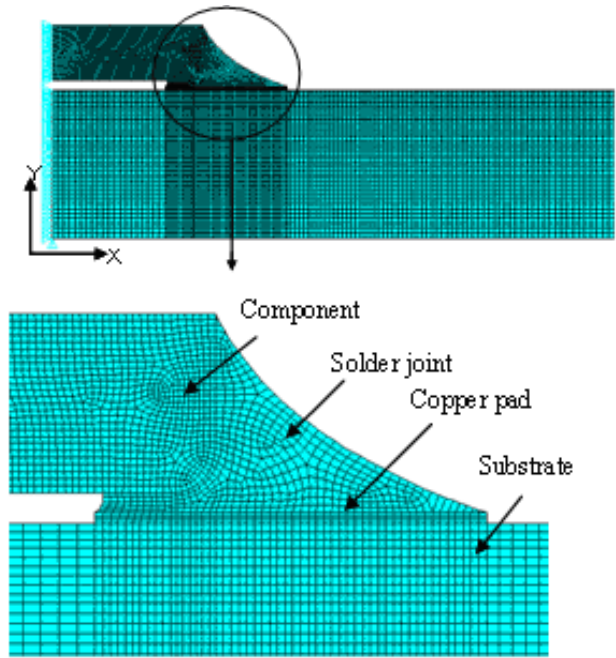 Y
X
Component
Solder joint
Copper pad
Substrate